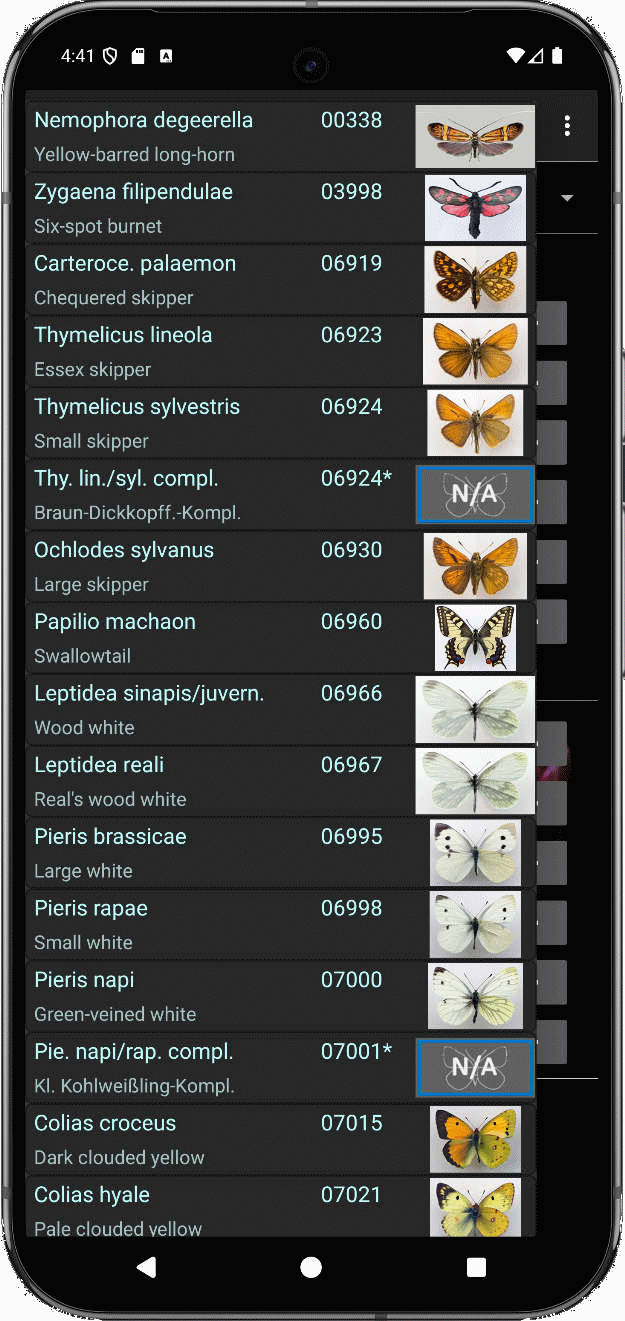 4:41 A
Nemophora degeerella 00338
Yellow-barred long-horn
Zygaena filipendulae 03998
Six-spot burnet
Carteroce. palaemon 06919
Chequered skipper
Thymelicus lineola 06923
Essex skipper
Thymelicus sylvestris 06924
Small skipper
Thy. lin./syl. compl. 06924* N/A
Braun-Dickkopff.-Kompl.
Ochlodes sylvanus 06930
Large skipper
Papilio machaon 06960
Swallowtail
Leptidea sinapis/juvern. 06966
Wood white
Leptidea reali 06967
Real's wood white
Pieris brassicae 06995
Large white
Pieris rapae 06998
Small white
Pieris napi 07000
Green-veined white
Pie. napi/rap. compl. 07001* N/A
Kl. Kohlweißling-Kompl.
Colias croceus 07015
Dark clouded yellow
Colias hyale 07021
Pale clouded yellow